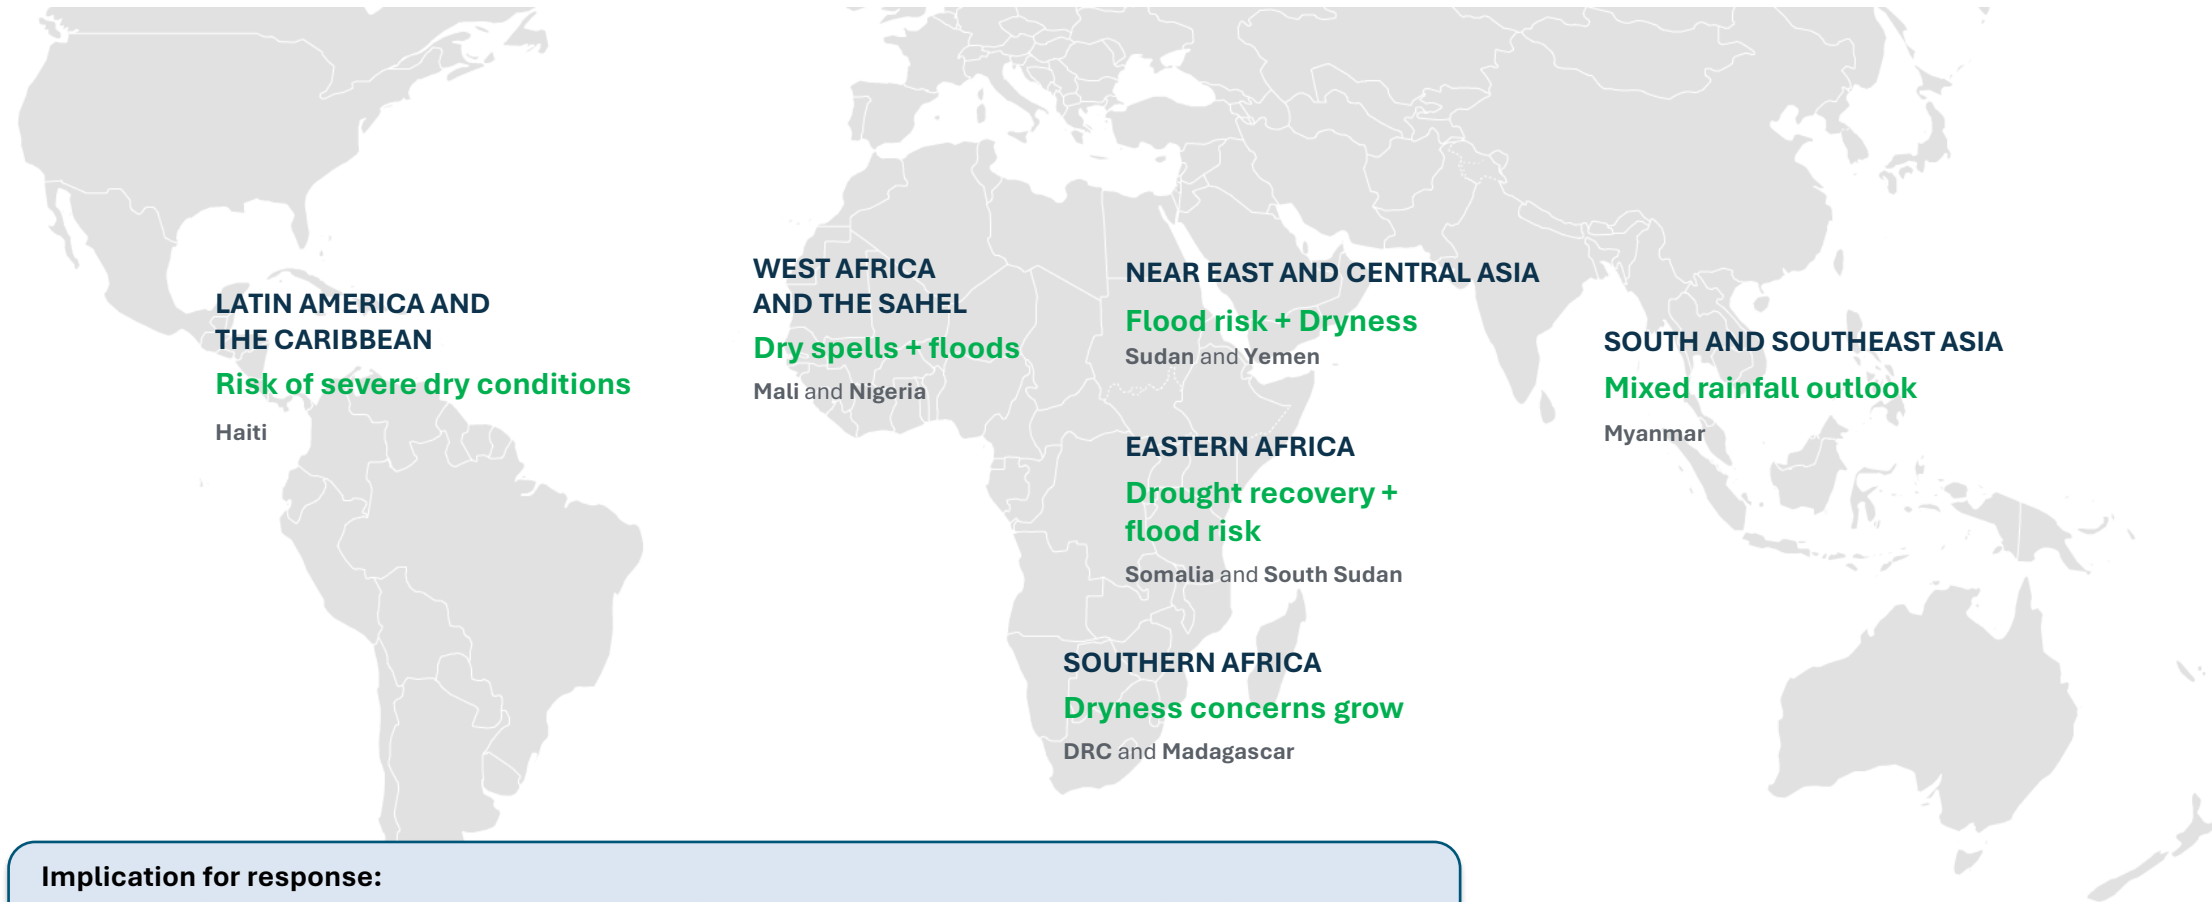 LATIN AMERICA AND
THE CARIBBEAN
Risk of severe dry conditions
Haiti
WEST AFRICA
AND THE SAHEL
Dry spells + floods
Mali and Nigeria
NEAR EAST AND CENTRAL ASIA
Flood risk + Dryness
Sudan and Yemen
EASTERN AFRICA
Drought recovery +
flood risk
Somalia and South Sudan
SOUTHERN AFRICA
Dryness concerns grow
DRC and Madagascar
SOUTH AND SOUTHEAST ASIA
Mixed rainfall outlook
Myanmar
Implication for response: